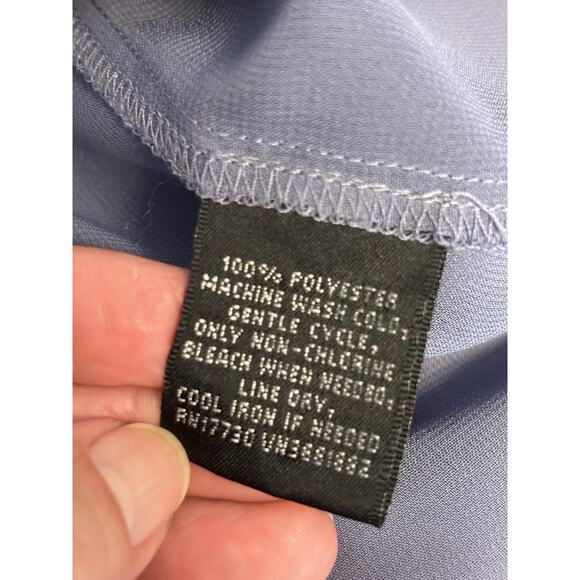 100% POLYESTER
MACHINE WASH COLD,
GENTLE CYCLE,
ONLY NON-CHLORINE
BLEACH WHEN NEEDED,
LINE DRY,
COOL IRON IF NEEDED
RN17730